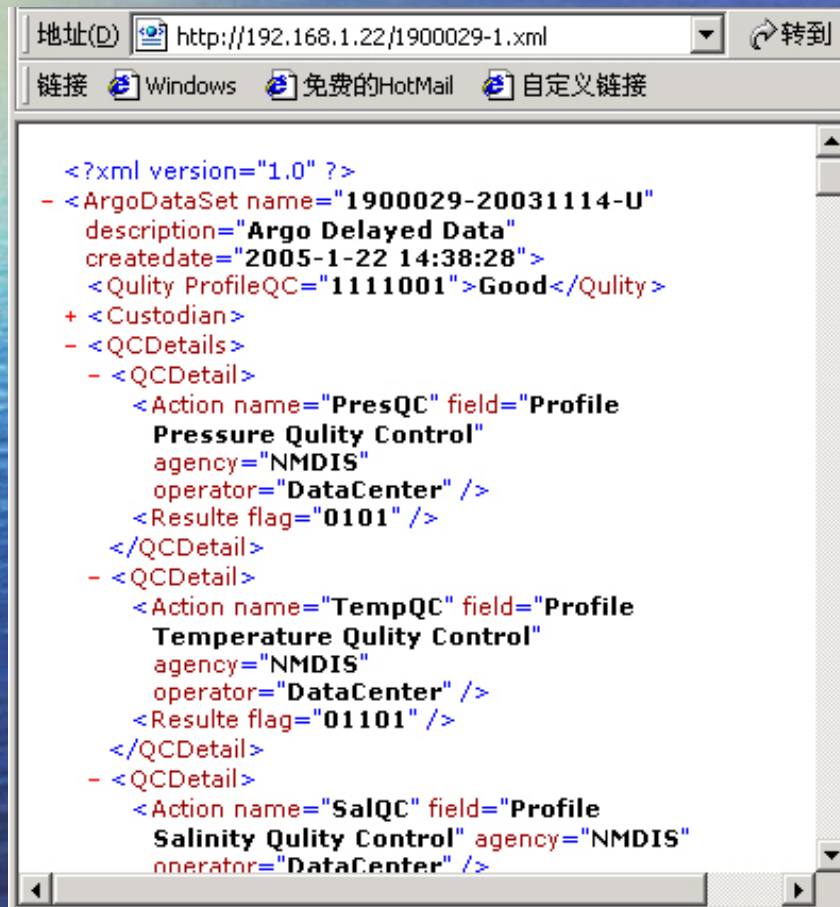 地址(D) http://192.168.1.22/1900029-1.xml 转到
链接 Windows 免费的HotMail 自定义链接
<?xml version="1.0" ?>
- <ArgoDataSet name="1900029-20031114-U"
description="Argo Delayed Data"
createdate="2005-1-22 14:38:28">
<Qulity ProfileQC="1111001">Good</Qulity>
+ <Custodian>
- <QCDetails>
- <QCDetail>
<Action name="PresQC" field="Profile
Pressure Qulity Control"
agency="NMDIS"
operator="DataCenter" />
<Resulte flag="0101" />
</QCDetail>
- <QCDetail>
<Action name="TempQC" field="Profile
Temperature Qulity Control"
agency="NMDIS"
operator="DataCenter" />
<Resulte flag="01101" />
</QCDetail>
- <QCDetail>
<Action name="SalQC" field="Profile
Salinity Qulity Control" agency="NMDIS"
operator="DataCenter" />